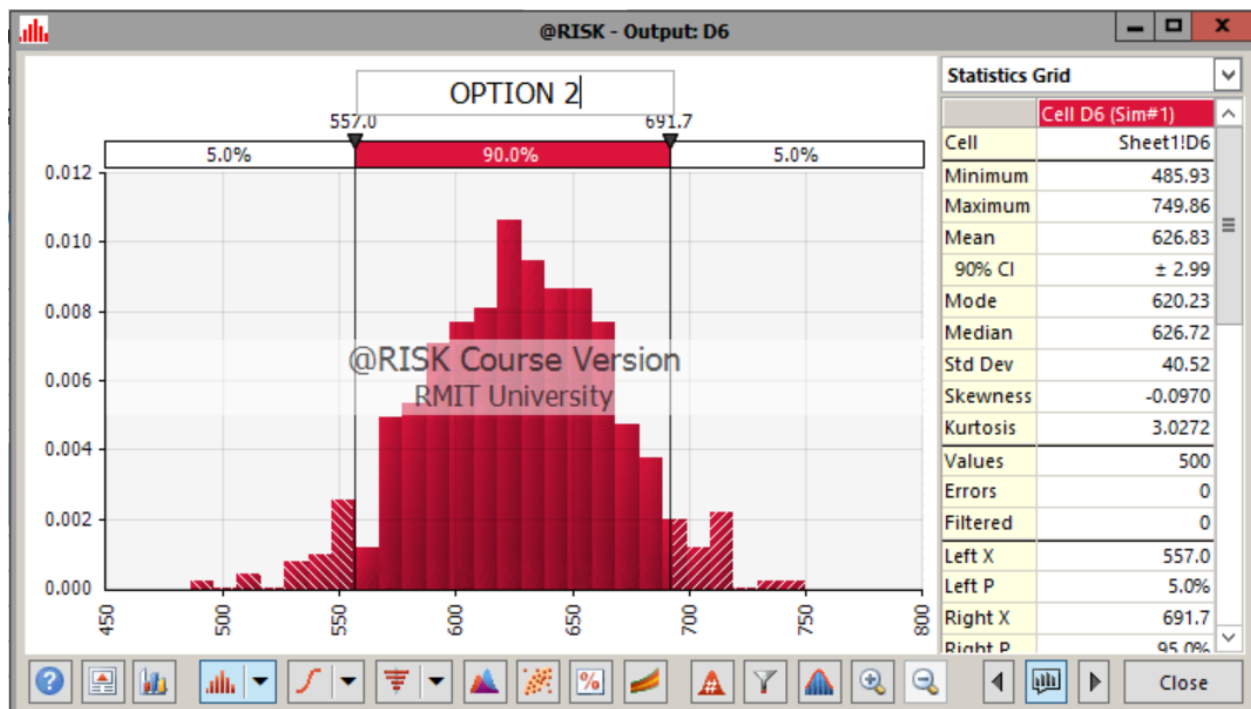 @RISK - Output: D6
OPTION 2
557.0 691.7
5.0% 90.0% 5.0%
0.012
0.010
0.008
0.006
0.004
0.002
0.000
450 500 550 600 650 700 750 800
@RISK Course Version
RMIT University
Statistics Grid
Cell D6 (Sim#1)
Cell Sheet1!D6
Minimum 485.93
Maximum 749.86
Mean 626.83
90% CI ± 2.99
Mode 620.23
Median 626.72
Std Dev 40.52
Skewness -0.0970
Kurtosis 3.0272
Values 500
Errors 0
Filtered 0
Left X 557.0
Left P 5.0%
Right X 691.7
Right P 95.0%
? % Close